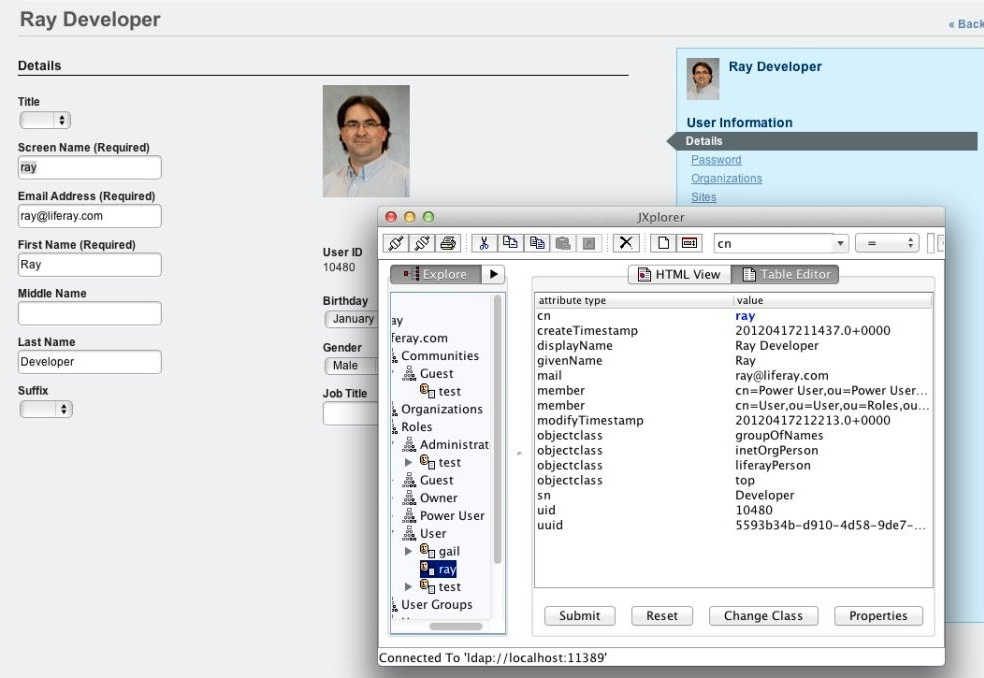 Ray Developer
« Back
Details
Title
Screen Name (Required)
ray
Email Address (Required)
ray@liferay.com
First Name (Required)
Ray
Middle Name
Last Name (Required)
Developer
Suffix
User ID
10480
Birthday
January
Gender
Male
Job Title
Ray Developer
User Information
Details
Password
Organizations
Sites
JXplorer
cn
=
Explore
HTML View
Table Editor
ay
feray.com
Communities
Guest
test
Organizations
Roles
Administrat
test
Guest
Owner
Power User
User
gail
ray
test
User Groups
attribute type value
cn ray
createTimestamp 20120417211437.0+0000
displayName Ray Developer
givenName Ray
mail ray@liferay.com
member cn=Power User,ou=Power User...
member cn=User,ou=User,ou=Roles,ou...
modifyTimestamp 20120417212213.0+0000
objectclass groupOfNames
objectclass inetOrgPerson
objectclass liferayPerson
objectclass top
sn Developer
uid 10480
uuid 5593b34b-d910-4d58-9de7-...
Submit
Reset
Change Class
Properties
Connected To 'ldap://localhost:11389'